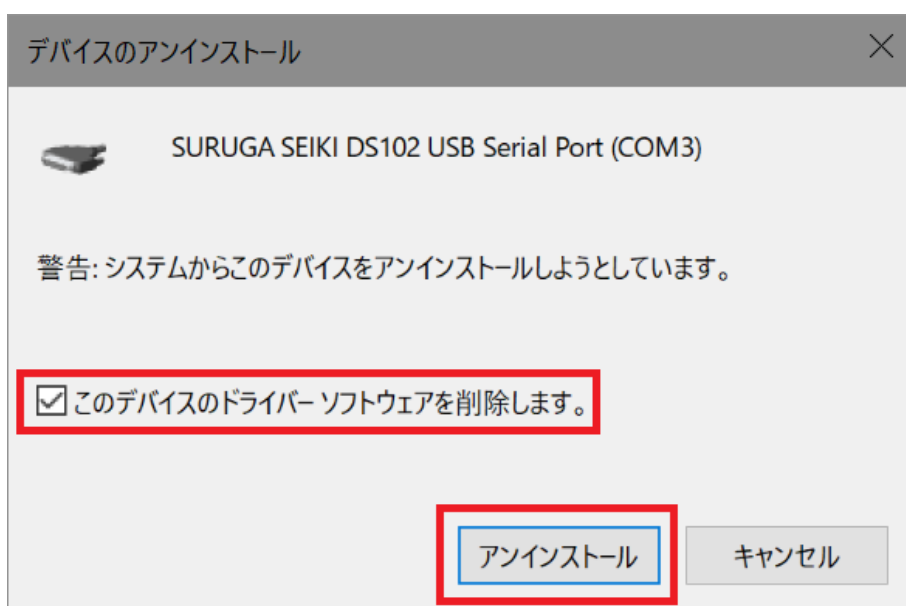 デバイスのアンインストール
SURUGA SEIKI DS102 USB Serial Port (COM3)
警告: システムからこのデバイスをアンインストールしようとしています。
このデバイスのドライバー ソフトウェアを削除します。
アンインストール
キャンセル